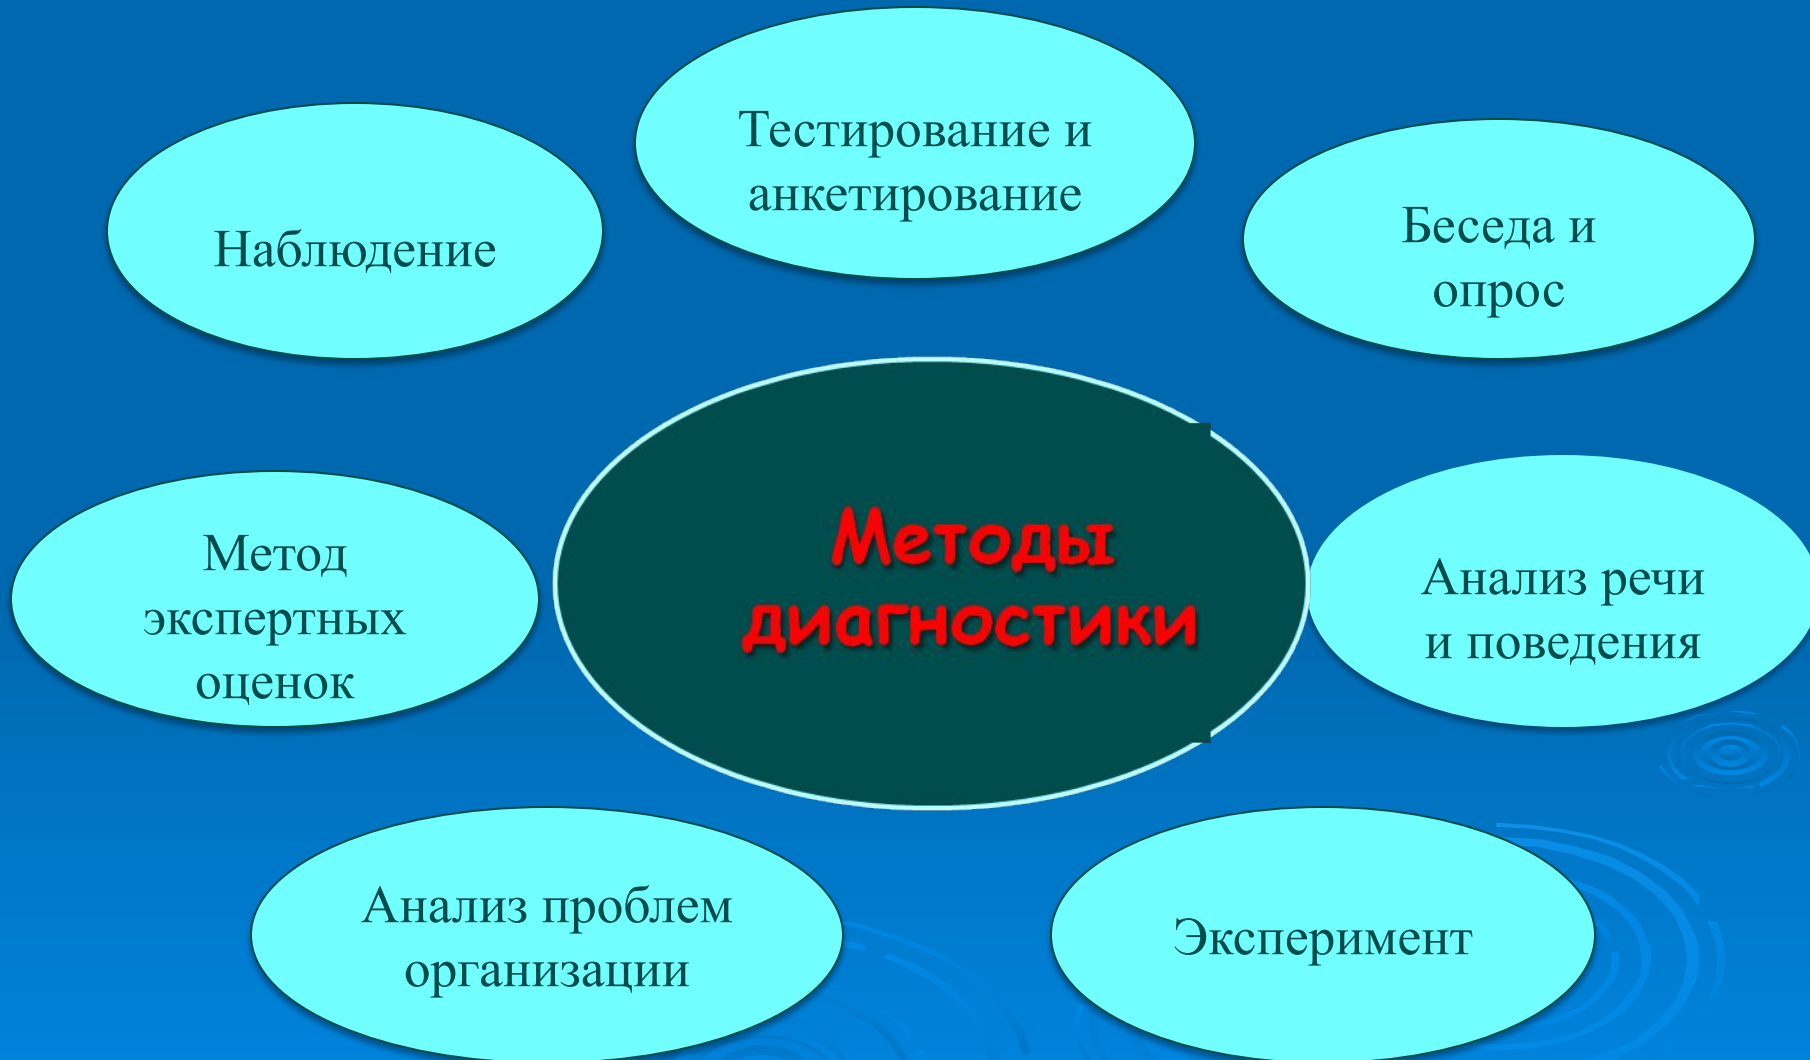 Тестирование и
анкетирование
Наблюдение
Беседа и
опрос
Методы
диагностики
Метод
экспертных
оценок
Анализ речи
и поведения
Анализ проблем
организации
Эксперимент